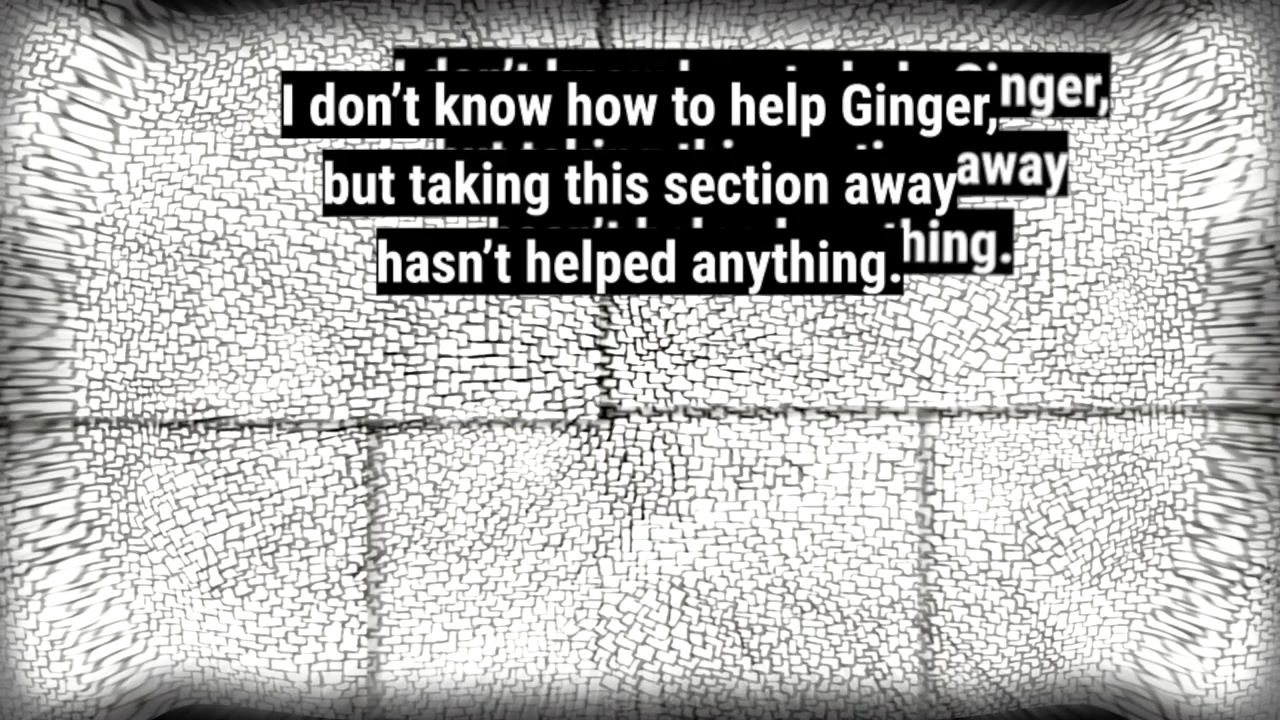 I don’t know how to help Ginger,
but taking this section away
hasn’t helped anything.